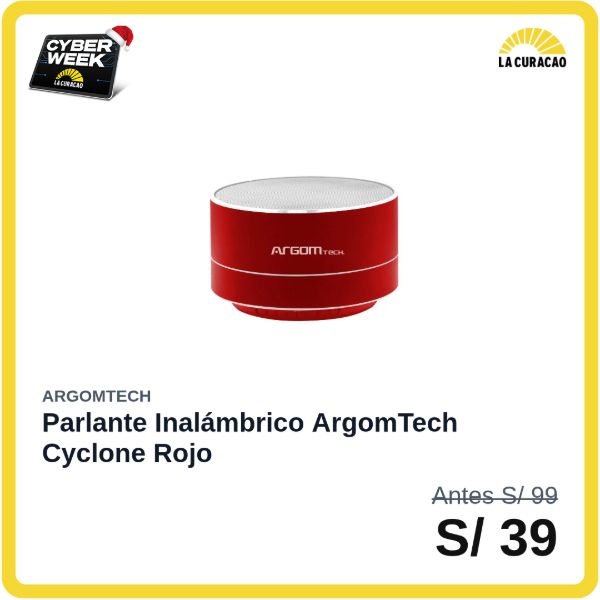 CYBER
WEEK
LA CURACAO
LA CURACAO
ARGOMTECH.
ARGOMTECH
Parlante Inalámbrico ArgomTech
Cyclone Rojo
Antes S/ 99
S/ 39